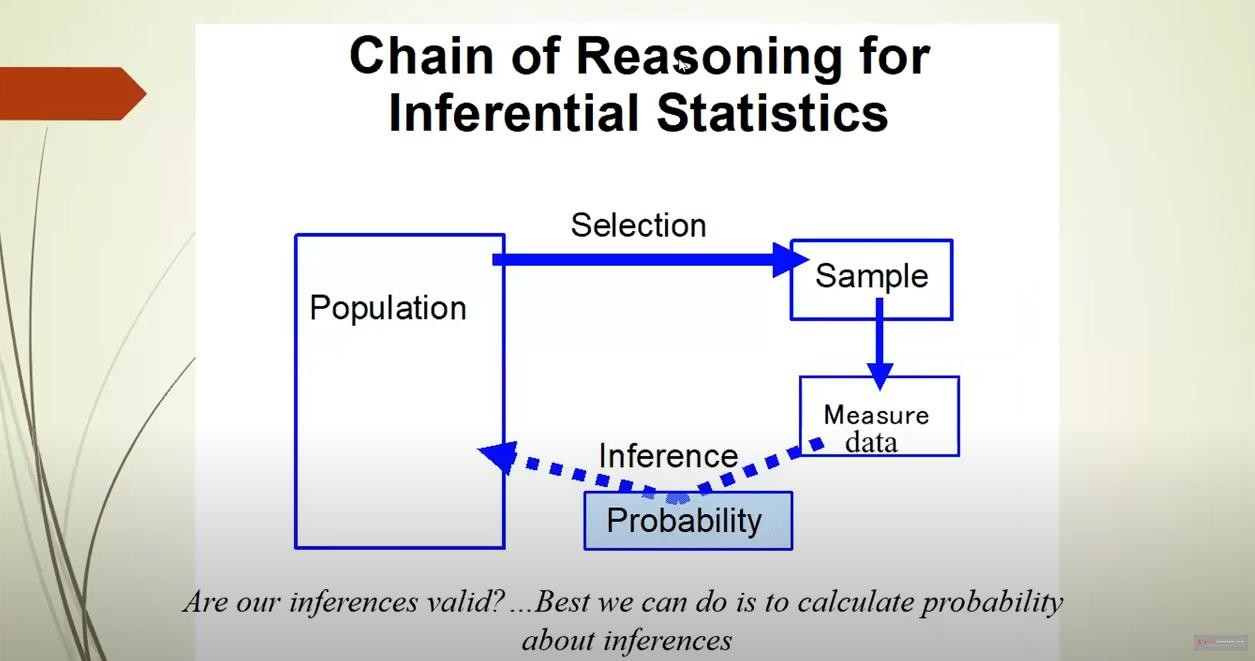 Chain of Reasoning for
Inferential Statistics
Selection
Population
Sample
Measure
data
Inference
Probability
Are our inferences valid?…Best we can do is to calculate probability
about inferences